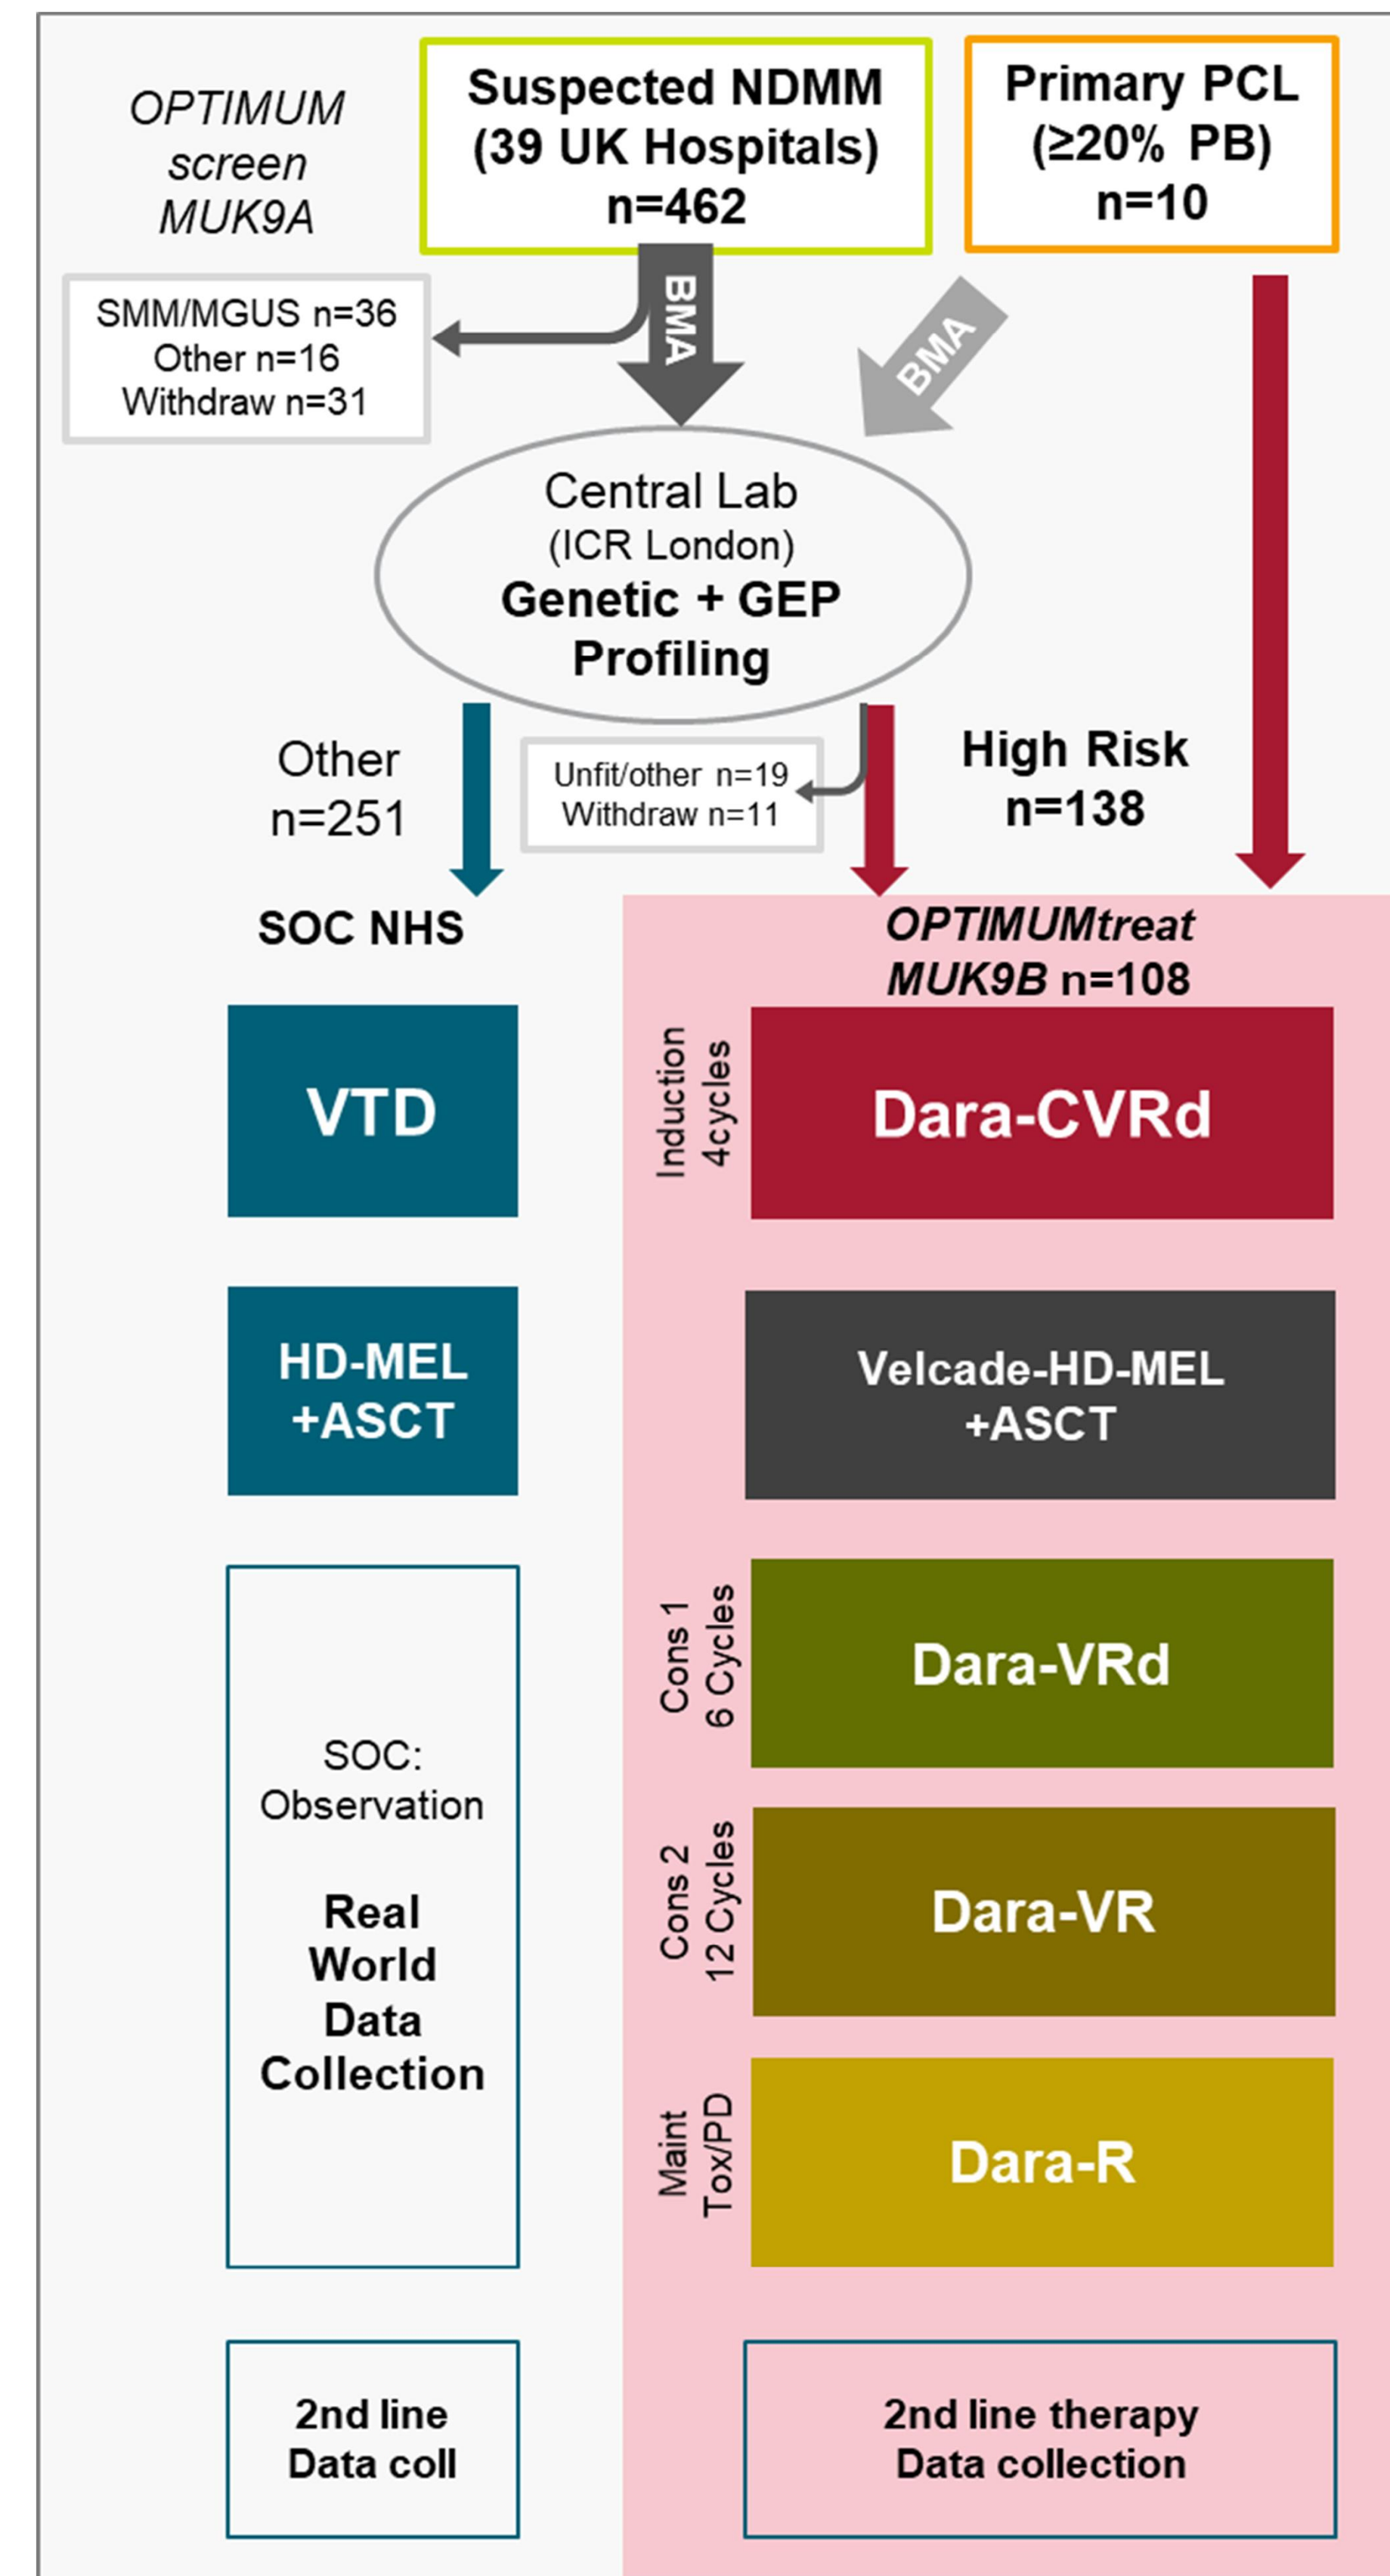 OPTIMUM
screen
MUK9A
Suspected NDMM
(39 UK Hospitals)
n=462
Primary PCL
(≥20% PB)
n=10
SMM/MGUS n=36
Other n=16
Withdraw n=31
BMA
BMA
Central Lab
(ICR London)
Genetic + GEP
Profiling
Other
n=251
Unfit/other n=19
Withdraw n=11
High Risk
n=138
SOC NHS
OPTIMUMtreat
MUK9B n=108
VTD
Induction
4cycles
Dara-CVRd
HD-MEL
+ASCT
Velcade-HD-MEL
+ASCT
SOC:
Observation
Real
World
Data
Collection
Cons 1
6 Cycles
Dara-VRd
Cons 2
12 Cycles
Dara-VR
Maint
Tox/PD
Dara-R
2nd line
Data coll
2nd line therapy
Data collection